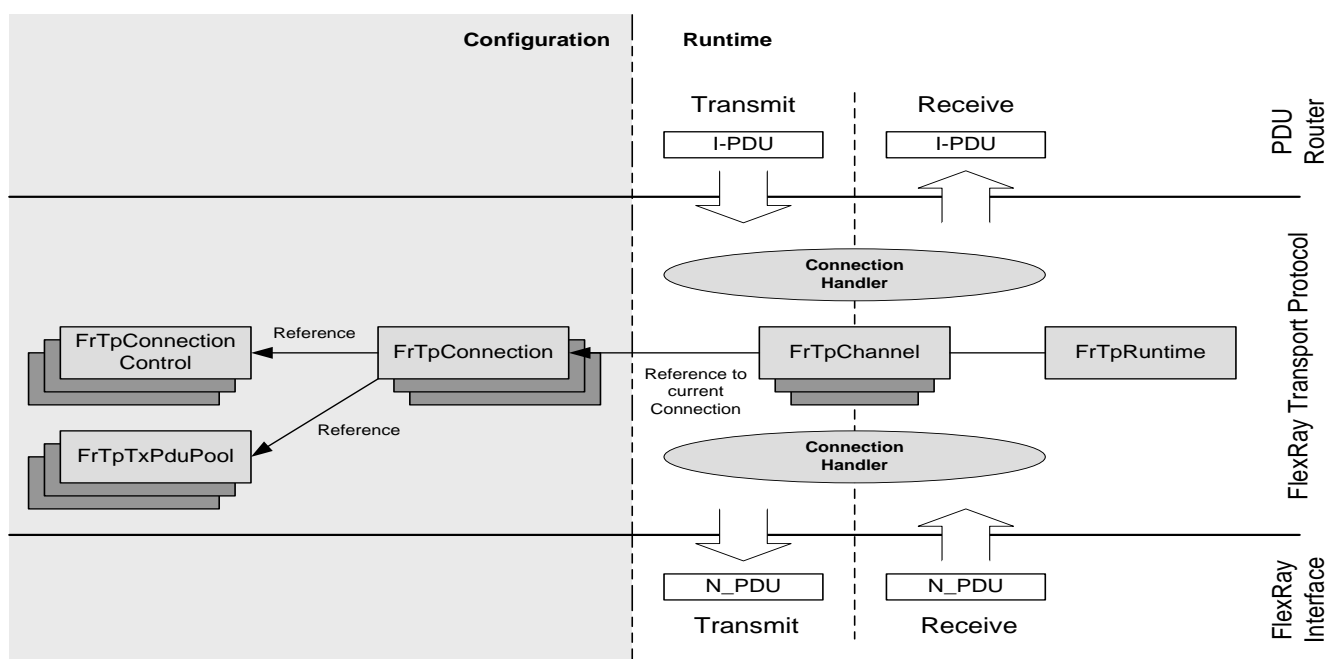 Configuration
Runtime
Transmit
Receive
I-PDU
I-PDU
PDU
Router
Connection
Handler
FrTpConnection
Control
Reference
FrTpConnection
Reference to
current
Connection
FrTpChannel
FrTpRuntime
Reference
FrTpTxPduPool
Connection
Handler
FlexRay Transport Protocol
N_PDU
N_PDU
Transmit
Receive
FlexRay
Interface